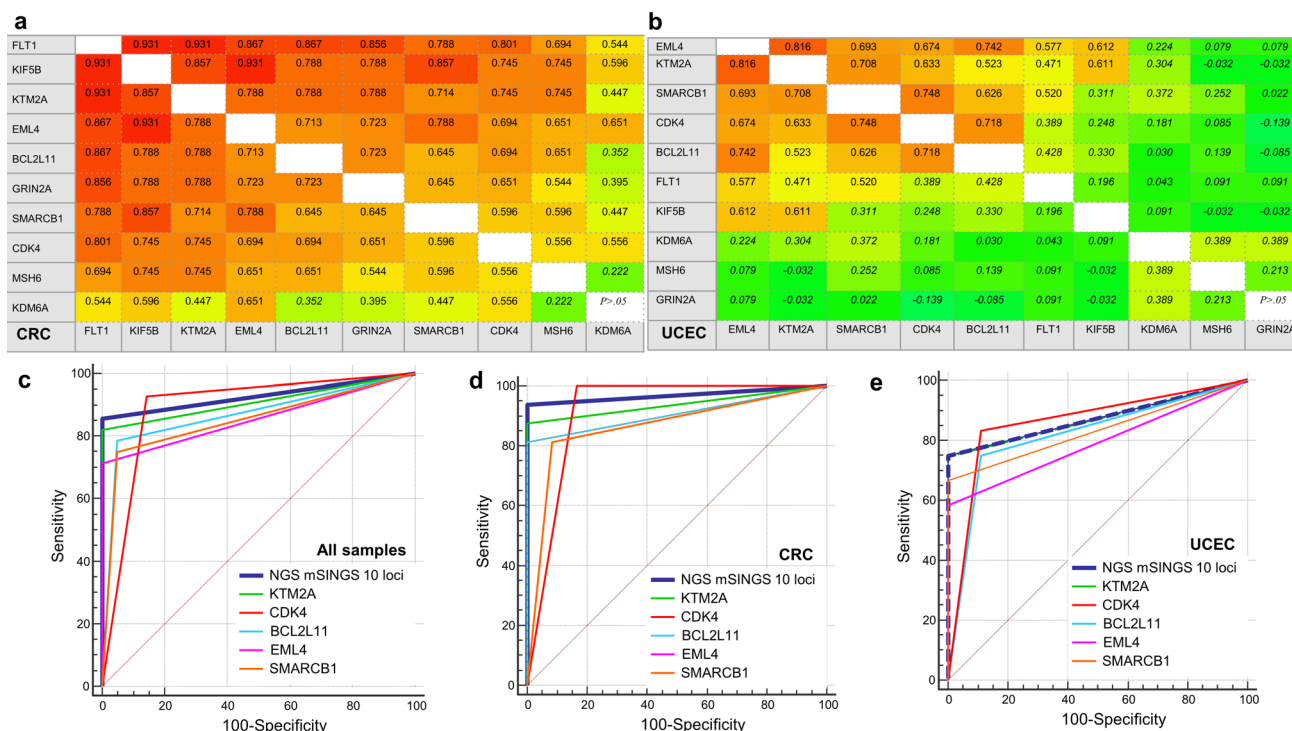 a
FLT1 0.931 0.931 0.867 0.867 0.856 0.788 0.801 0.694 0.544
KIF5B 0.931 0.857 0.931 0.788 0.788 0.857 0.745 0.745 0.596
KTM2A 0.931 0.857 0.788 0.788 0.788 0.714 0.745 0.745 0.447
EML4 0.867 0.931 0.788 0.713 0.723 0.788 0.694 0.651 0.651
BCL2L11 0.867 0.788 0.788 0.713 0.723 0.645 0.694 0.651 0.352
GRIN2A 0.856 0.788 0.788 0.723 0.723 0.645 0.651 0.544 0.395
SMARCB1 0.788 0.857 0.714 0.788 0.645 0.645 0.596 0.596 0.447
CDK4 0.801 0.745 0.745 0.694 0.694 0.651 0.596 0.556 0.556
MSH6 0.694 0.745 0.745 0.651 0.651 0.544 0.596 0.556 0.222
KDM6A 0.544 0.596 0.447 0.651 0.352 0.395 0.447 0.556 0.222 P>.05
CRC FLT1 KIF5B KTM2A EML4 BCL2L11 GRIN2A SMARCB1 CDK4 MSH6 KDM6A
b
EML4 0.816 0.693 0.674 0.742 0.577 0.612 0.224 0.079 0.079
KTM2A 0.816 0.708 0.633 0.523 0.471 0.611 0.304 -0.032 -0.032
SMARCB1 0.693 0.708 0.748 0.626 0.520 0.311 0.372 0.252 0.022
CDK4 0.674 0.633 0.748 0.718 0.389 0.248 0.181 0.085 -0.139
BCL2L11 0.742 0.523 0.626 0.718 0.428 0.330 0.030 0.139 -0.085
FLT1 0.577 0.471 0.520 0.389 0.428 0.196 0.043 0.091 0.091
KIF5B 0.612 0.611 0.311 0.248 0.330 0.196 0.091 -0.032 -0.032
KDM6A 0.224 0.304 0.372 0.181 0.030 0.043 0.091 0.389 0.389
MSH6 0.079 -0.032 0.252 0.085 0.139 0.091 -0.032 0.389 0.213
GRIN2A 0.079 -0.032 0.022 -0.139 -0.085 0.091 -0.032 0.389 0.213 P>.05
UCEC EML4 KTM2A SMARCB1 CDK4 BCL2L11 FLT1 KIF5B KDM6A MSH6 GRIN2A
c
Sensitivity
100
80
60
40
20
0
All samples
NGS mSINGS 10 loci
KTM2A
CDK4
BCL2L11
EML4
SMARCB1
0 20 40 60 80 100
100-Specificity
d
Sensitivity
100
80
60
40
20
0
CRC
NGS mSINGS 10 loci
KTM2A
CDK4
BCL2L11
EML4
SMARCB1
0 20 40 60 80 100
100-Specificity
e
Sensitivity
100
80
60
40
20
0
UCEC
NGS mSINGS 10 loci
KTM2A
CDK4
BCL2L11
EML4
SMARCB1
0 20 40 60 80 100
100-Specificity